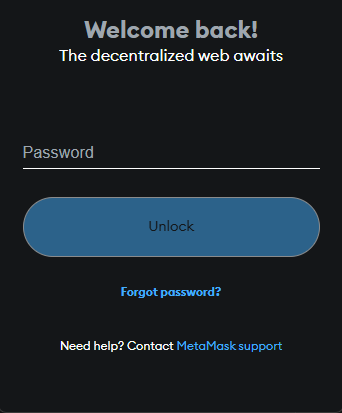 Welcome back!
The decentralized web awaits
Password
Unlock
Forgot password?
Need help? Contact MetaMask support